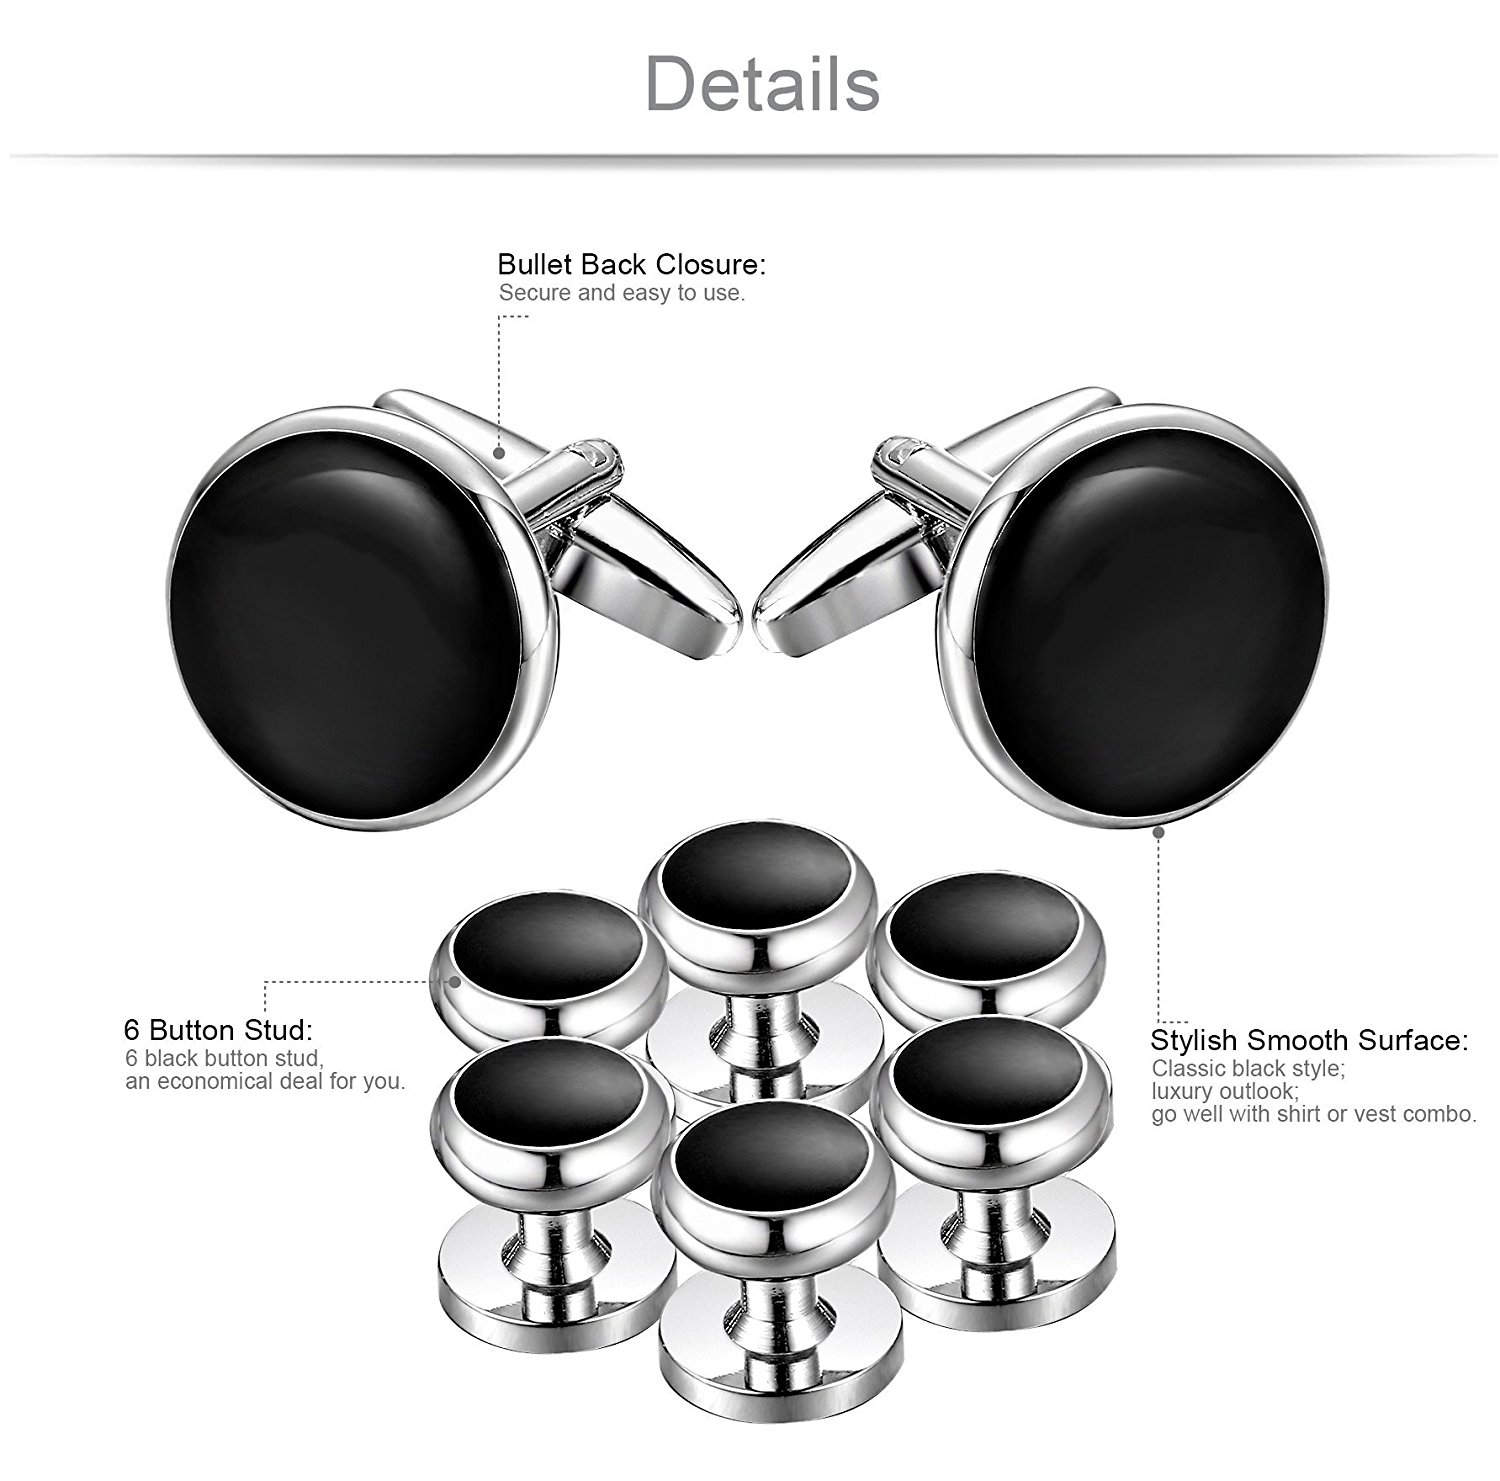 Details
Bullet Back Closure:
Secure and easy to use.
6 Button Stud:
6 black button stud,
an economical deal for you.
Stylish Smooth Surface:
Classic black style;
luxury outlook;
go well with shirt or vest combo.